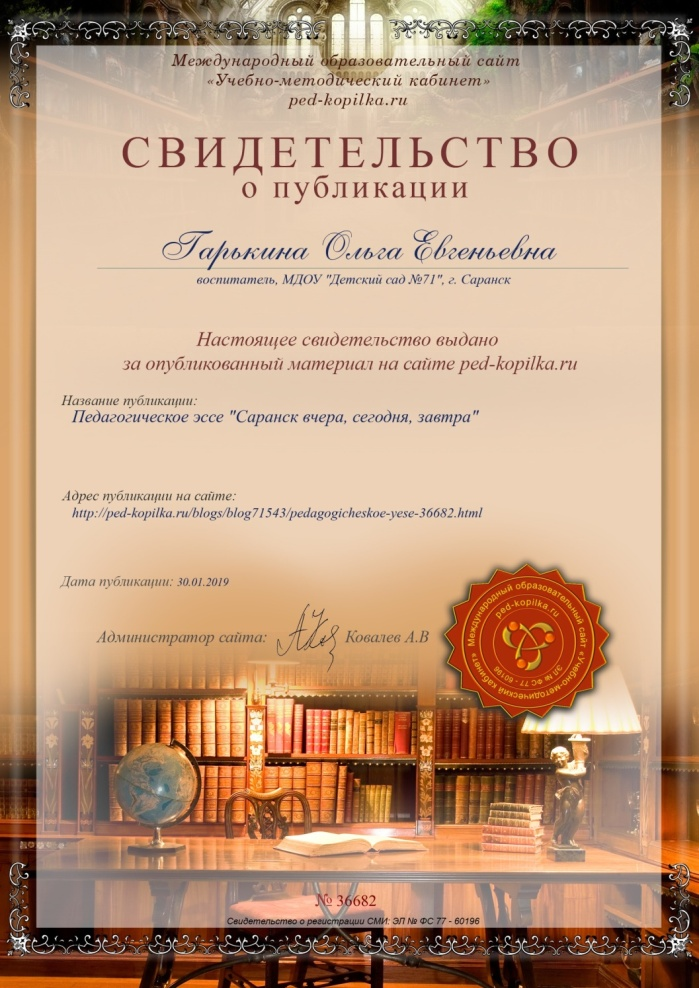 Международный образовательный сайт
«Учебно-методический кабинет»
ped-kopilka.ru
СВИДЕТЕЛЬСТВО
о публикации
Гарькина Ольга Евгеньевна
воспитатель, МДОУ "Детский сад №71", г. Саранск
Настоящее свидетельство выдано
за опубликованный материал на сайте ped-kopilka.ru
Название публикации:
Педагогическое эссе "Саранск вчера, сегодня, завтра"
Адрес публикации на сайте:
http://ped-kopilka.ru/blogs/blog71543/pedagogicheskoe-yese-36682.html
Дата публикации: 30.01.2019
Администратор сайта: Ковалев А.В
Международный образовательный сайт «Учебно-методический кабинет»
ped-kopilka.ru
ЭЛ № ФС 77 - 60196
№ 36682
Свидетельство о регистрации СМИ: ЭЛ № ФС 77 - 60196